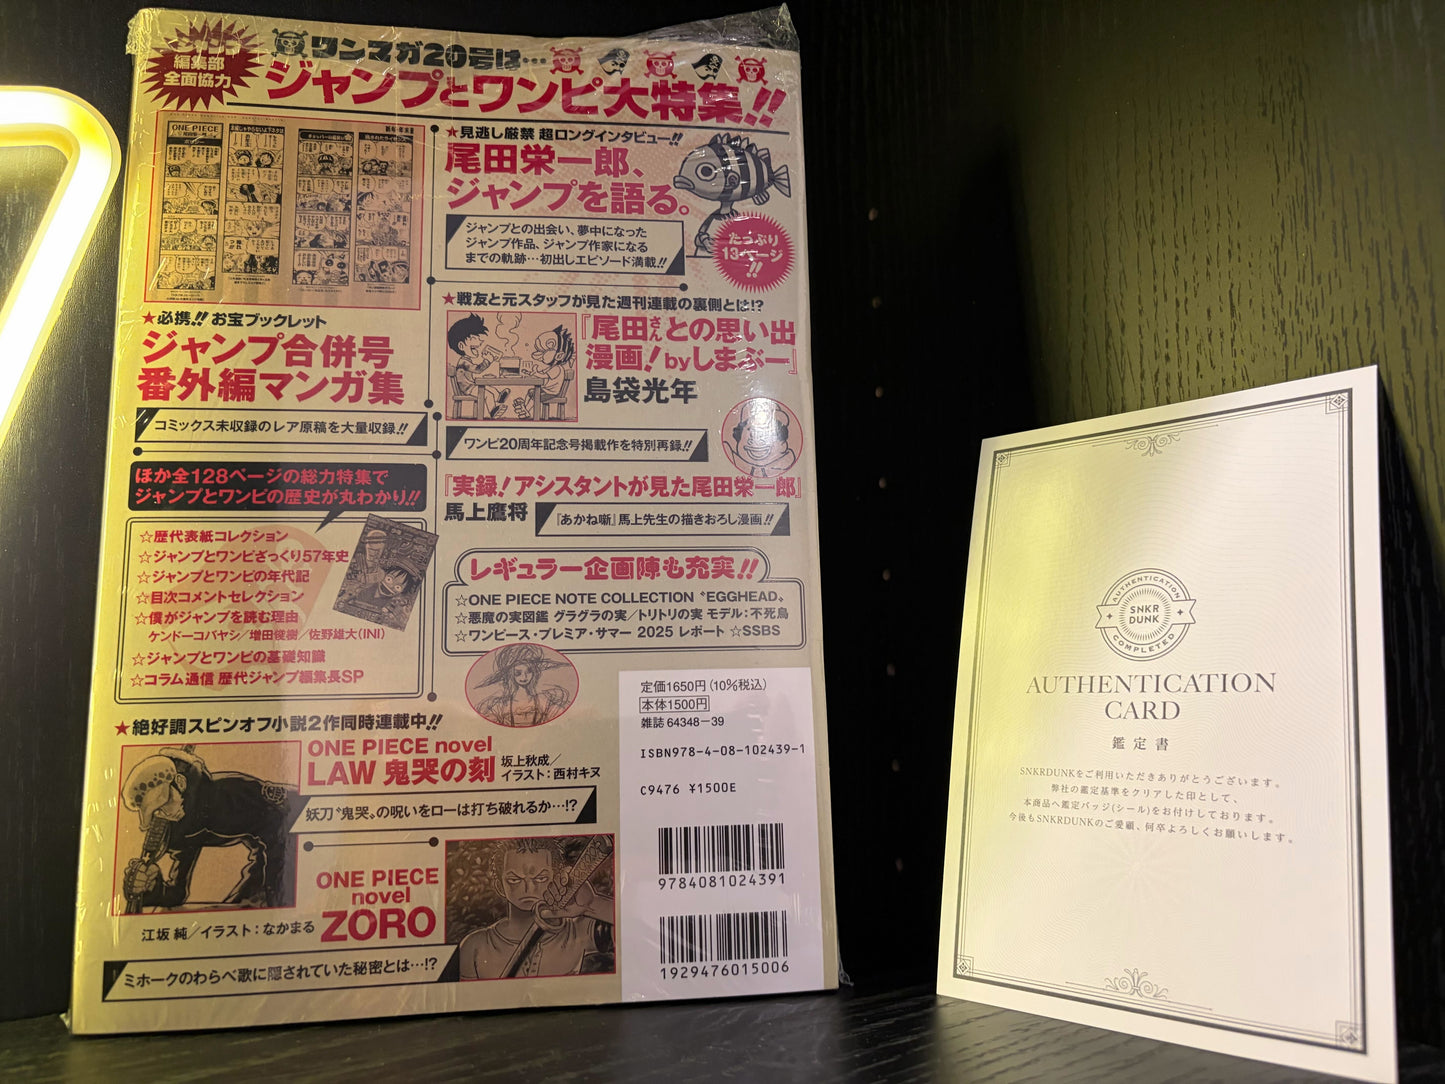 編集部
全面協力
ワンマガ20号は…
ジャンプとワンピ大特集!!
ONE PIECE
★必携!! お宝ブックレット
ジャンプ合併号
番外編マンガ集
コミックス未収録のレア原稿を大量収録!!
★見逃し厳禁 超ロングインタビュー!!
尾田栄一郎、
ジャンプを語る。
ジャンプとの出会い、夢中になった
ジャンプ作品、ジャンプ作家になる
までの軌跡…初出しエピソード満載!!
たっぷり
13ページ
!!
★戦友と元スタッフが見た週刊連載の裏側とは!?
『尾田さんとの思い出
漫画! byしまぶー』
島袋光年
ワンピ20周年記念号掲載作を特別再録!!
『実録! アシスタントが見た尾田栄一郎』
馬上鷹将
『あかね噺』馬上先生の描きおろし漫画!!
ほか全128ページの総力特集で
ジャンプとワンピの歴史が丸わかり!!
☆歴代表紙コレクション
☆ジャンプとワンピざっくり57年史
☆ジャンプとワンピの年代記
☆目次コメントセレクション
☆僕がジャンプを読む理由
ケンドーコバヤシ/増田俊樹/佐野雄大(INI)
☆ジャンプとワンピの基礎知識
☆コラム通信 歴代ジャンプ編集長SP
レギュラー企画陣も充実!!
☆ONE PIECE NOTE COLLECTION〝EGGHEAD〟
☆悪魔の実図鑑 グラグラの実/トリトリの実 モデル:不死鳥
☆ワンピース・プレミア・サマー 2025 レポート ☆SSBS
★絶好調スピンオフ小説2作同時連載中!!
ONE PIECE novel
LAW 鬼哭の刻
坂上秋成/
イラスト:西村キヌ
妖刀〝鬼哭〟の呪いをローは打ち破れるか…!?
ONE PIECE
novel
ZORO
江坂 純/イラスト:なかまる
ミホークのわらべ歌に隠されていた秘密とは…!?
定価1650円(10%税込)
本体1500円
雑誌 64348-39
ISBN978-4-08-102439-1
C9476 ¥1500E
9784081024391
1929476015006
AUTHENTICATION
SNKR
DUNK
COMPLETED
AUTHENTICATION
CARD
鑑定書
SNKRDUNKをご利用いただきありがとうございます。
弊社の鑑定基準をクリアした印として、
本商品へ鑑定バッジ(シール)をお付けしております。
今後もSNKRDUNKのご愛顧、何卒よろしくお願いします。